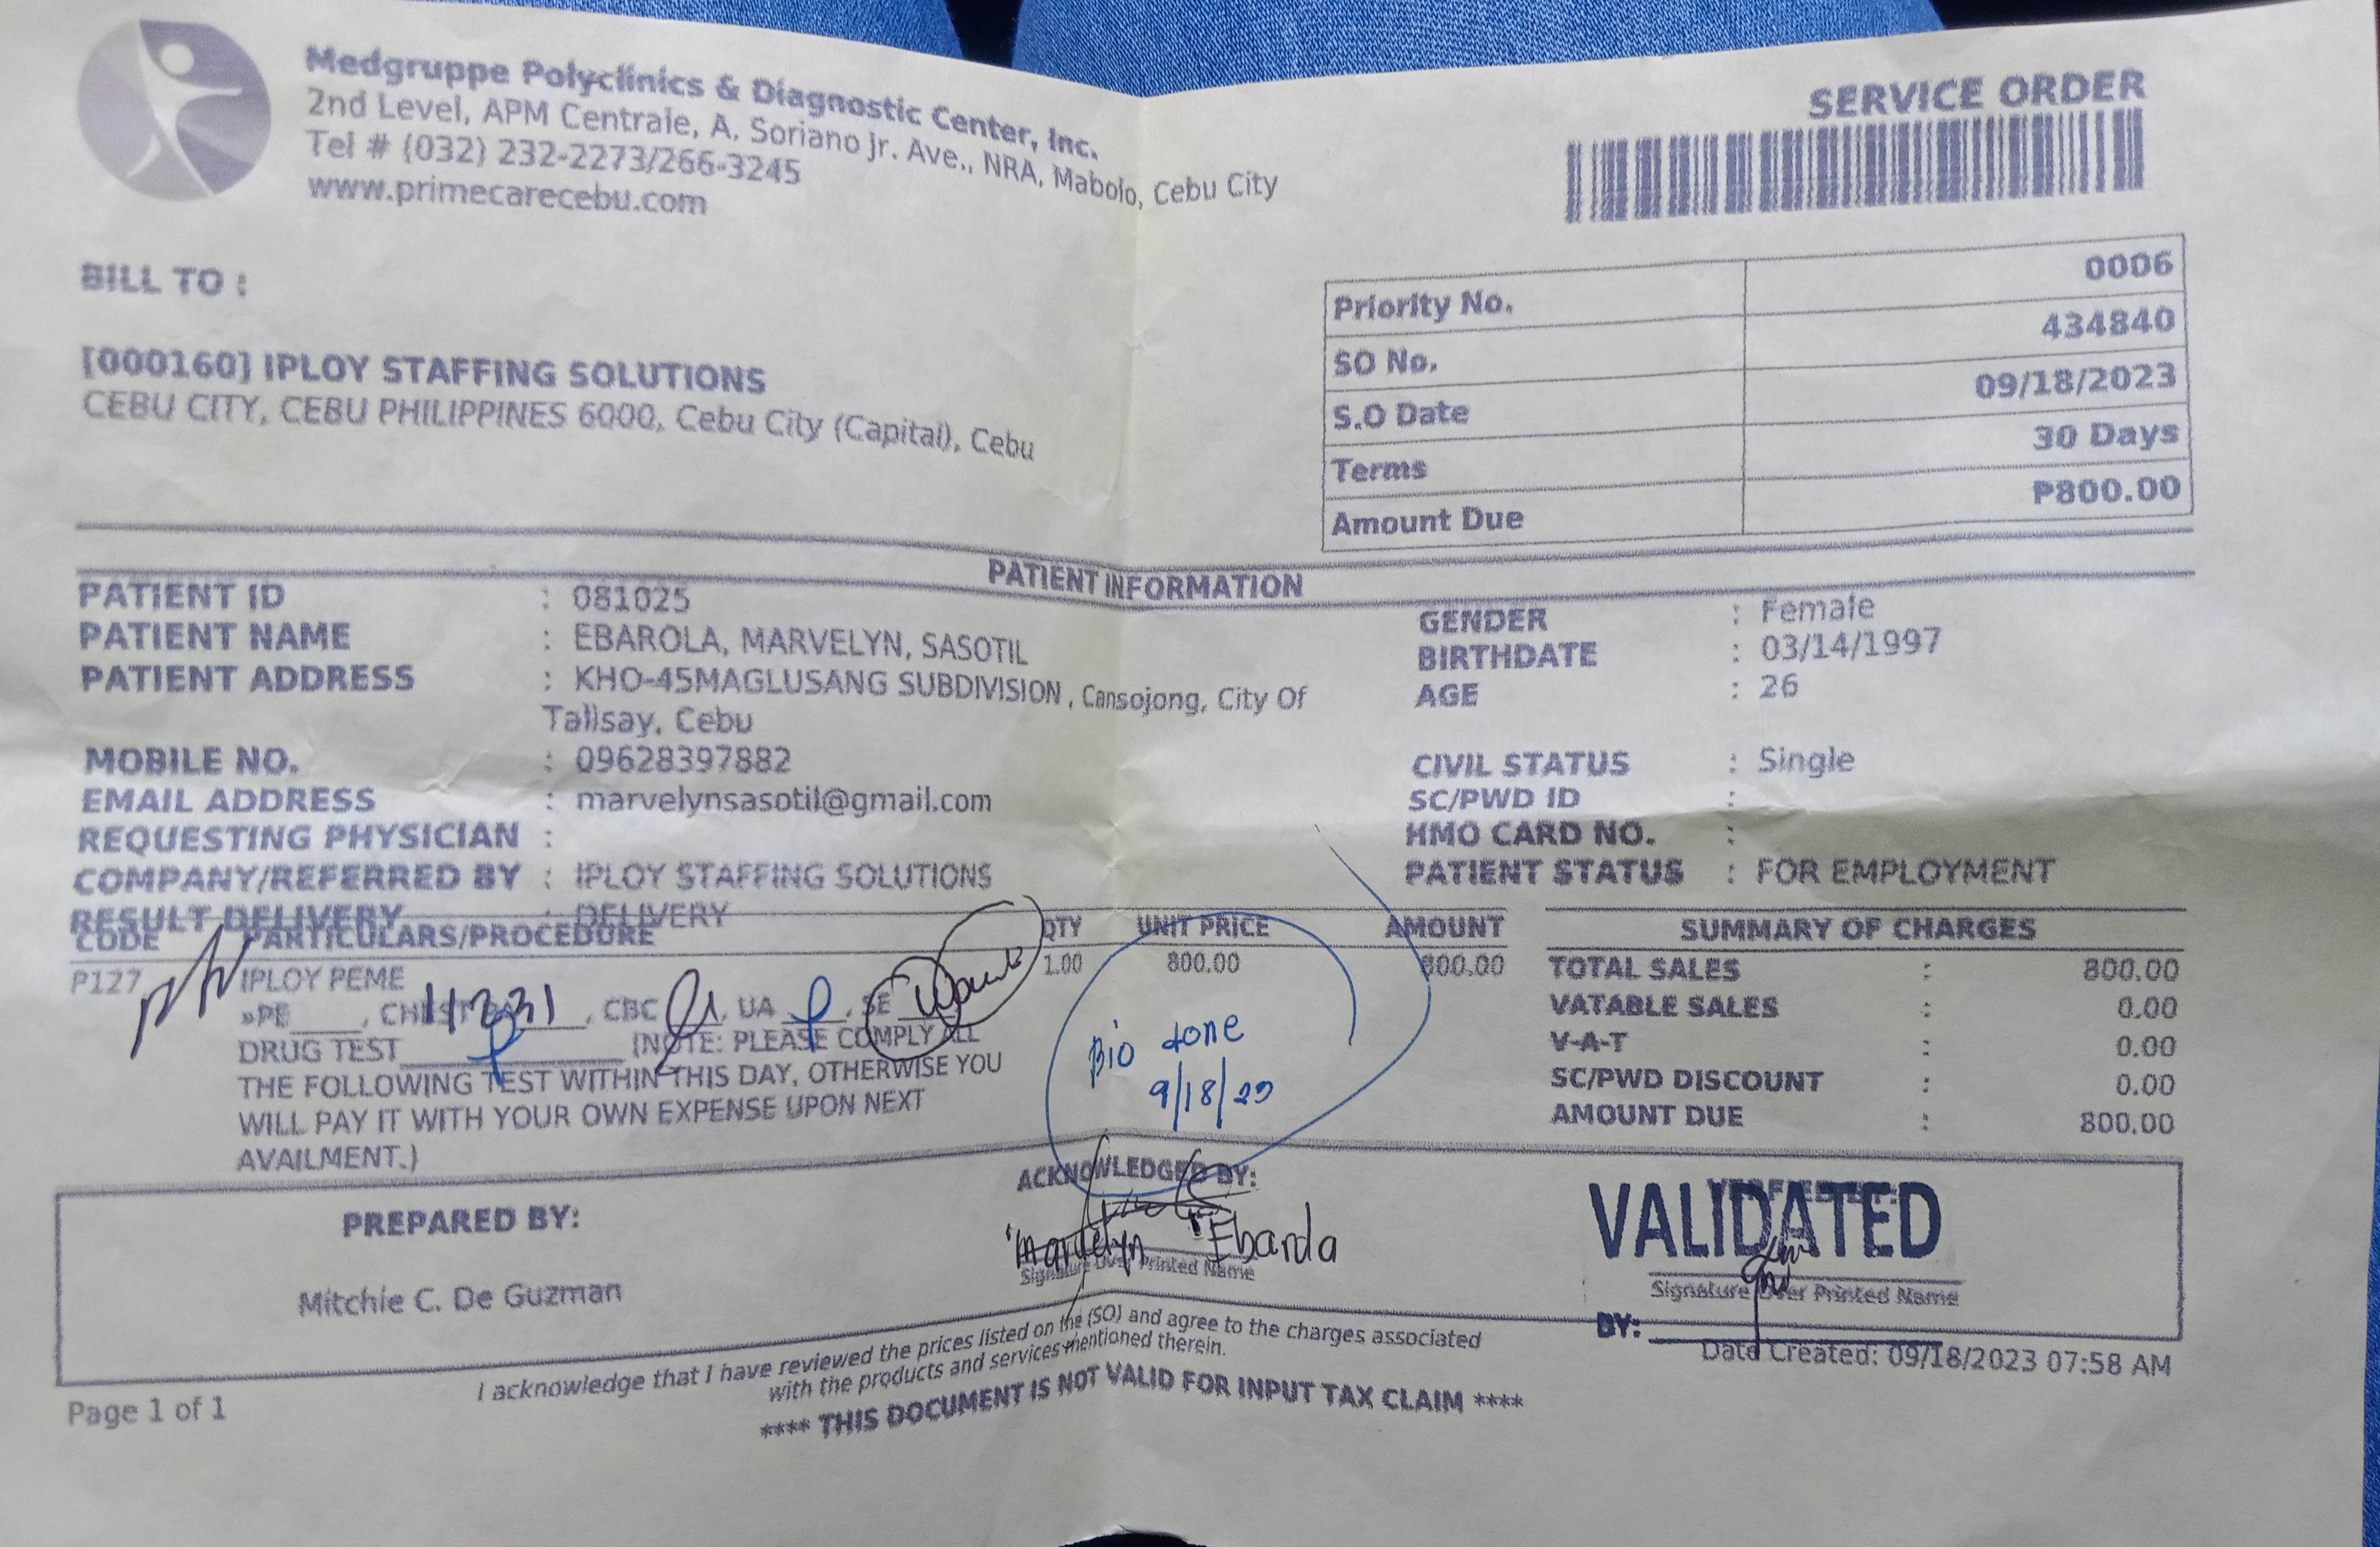 Medgruppe Polyclinics & Diagnostic Center, Inc.
2nd Level, APM Centrale, A. Soriano Jr. Ave., NRA, Mabolo, Cebu City
Tel # (032) 232-2273/266-3245
www.primecarecebu.com
SERVICE ORDER
BILL TO :
[000160] IPLOY STAFFING SOLUTIONS
CEBU CITY, CEBU PHILIPPINES 6000, Cebu City (Capital), Cebu
Priority No. 0006
SO No. 434840
S.O Date 09/18/2023
Terms 30 Days
Amount Due ₱800.00
PATIENT INFORMATION
PATIENT ID : 081025
PATIENT NAME : EBAROLA, MARVELYN, SASOTIL
PATIENT ADDRESS : KHO-45MAGLUSANG SUBDIVISION , Cansojong, City Of
Talisay, Cebu
MOBILE NO. : 09628397882
EMAIL ADDRESS : marvelynsasotil@gmail.com
REQUESTING PHYSICIAN :
COMPANY/REFERRED BY : IPLOY STAFFING SOLUTIONS
RESULT DELIVERY : DELIVERY
GENDER : Female
BIRTHDATE : 03/14/1997
AGE : 26
CIVIL STATUS : Single
SC/PWD ID :
HMO CARD NO. :
PATIENT STATUS : FOR EMPLOYMENT
CODE PARTICULARS/PROCEDURE QTY UNIT PRICE AMOUNT
P127 IPLOY PEME 1.00 800.00 800.00
»PE____, CHEST 11231, CBC, UA, SE
DRUG TEST (NOTE: PLEASE COMPLY ALL
THE FOLLOWING TEST WITHIN THIS DAY, OTHERWISE YOU
WILL PAY IT WITH YOUR OWN EXPENSE UPON NEXT
AVAILMENT.)
Bio done
9/18/23
SUMMARY OF CHARGES
TOTAL SALES : 800.00
VATABLE SALES : 0.00
V-A-T : 0.00
SC/PWD DISCOUNT : 0.00
AMOUNT DUE : 800.00
PREPARED BY:
Mitchie C. De Guzman
ACKNOWLEDGED BY:
Marvelyn Ebarola
Signature Over Printed Name
VALIDATED
Signature Over Printed Name
BY:
Date Created: 09/18/2023 07:58 AM
I acknowledge that I have reviewed the prices listed on the (SO) and agree to the charges associated
with the products and services mentioned therein.
**** THIS DOCUMENT IS NOT VALID FOR INPUT TAX CLAIM ****
Page 1 of 1